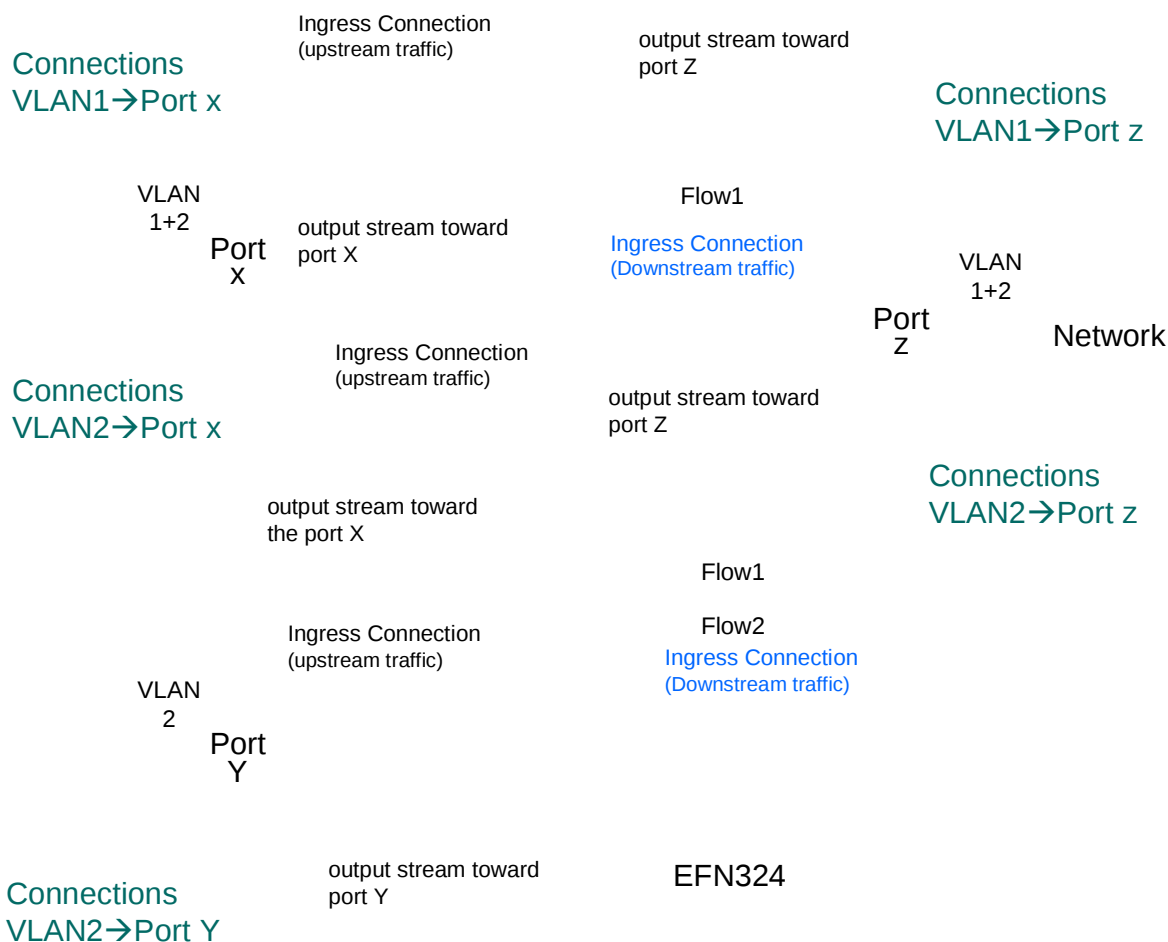 Ingress Connection
(upstream traffic)
output stream toward
port Z
Connections
VLAN1→Port x
Connections
VLAN1→Port z
VLAN
1+2
Flow1
output stream toward
port X
Port
x
Ingress Connection
(Downstream traffic)
VLAN
1+2
Port
z
Network
Ingress Connection
(upstream traffic)
Connections
VLAN2→Port x
output stream toward
port Z
Connections
VLAN2→Port z
output stream toward
the port X
Flow1
Flow2
Ingress Connection
(upstream traffic)
Ingress Connection
(Downstream traffic)
VLAN
2
Port
Y
output stream toward
port Y
EFN324
Connections
VLAN2→Port Y